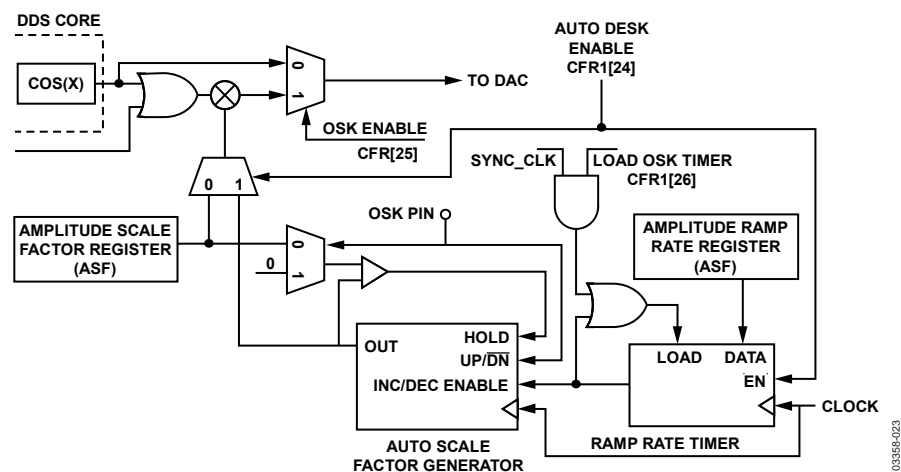 DDS CORE
COS(X)
0
1
TO DAC
OSK ENABLE
CFR[25]
AUTO DESK
ENABLE
CFR1[24]
SYNC_CLK
LOAD OSK TIMER
CFR1[26]
0 1
OSK PIN
AMPLITUDE SCALE
FACTOR REGISTER
(ASF)
0
0
1
AMPLITUDE RAMP
RATE REGISTER
(ASF)
OUT
HOLD
UP/DN
INC/DEC ENABLE
LOAD DATA
EN
CLOCK
RAMP RATE TIMER
AUTO SCALE
FACTOR GENERATOR
03358-023